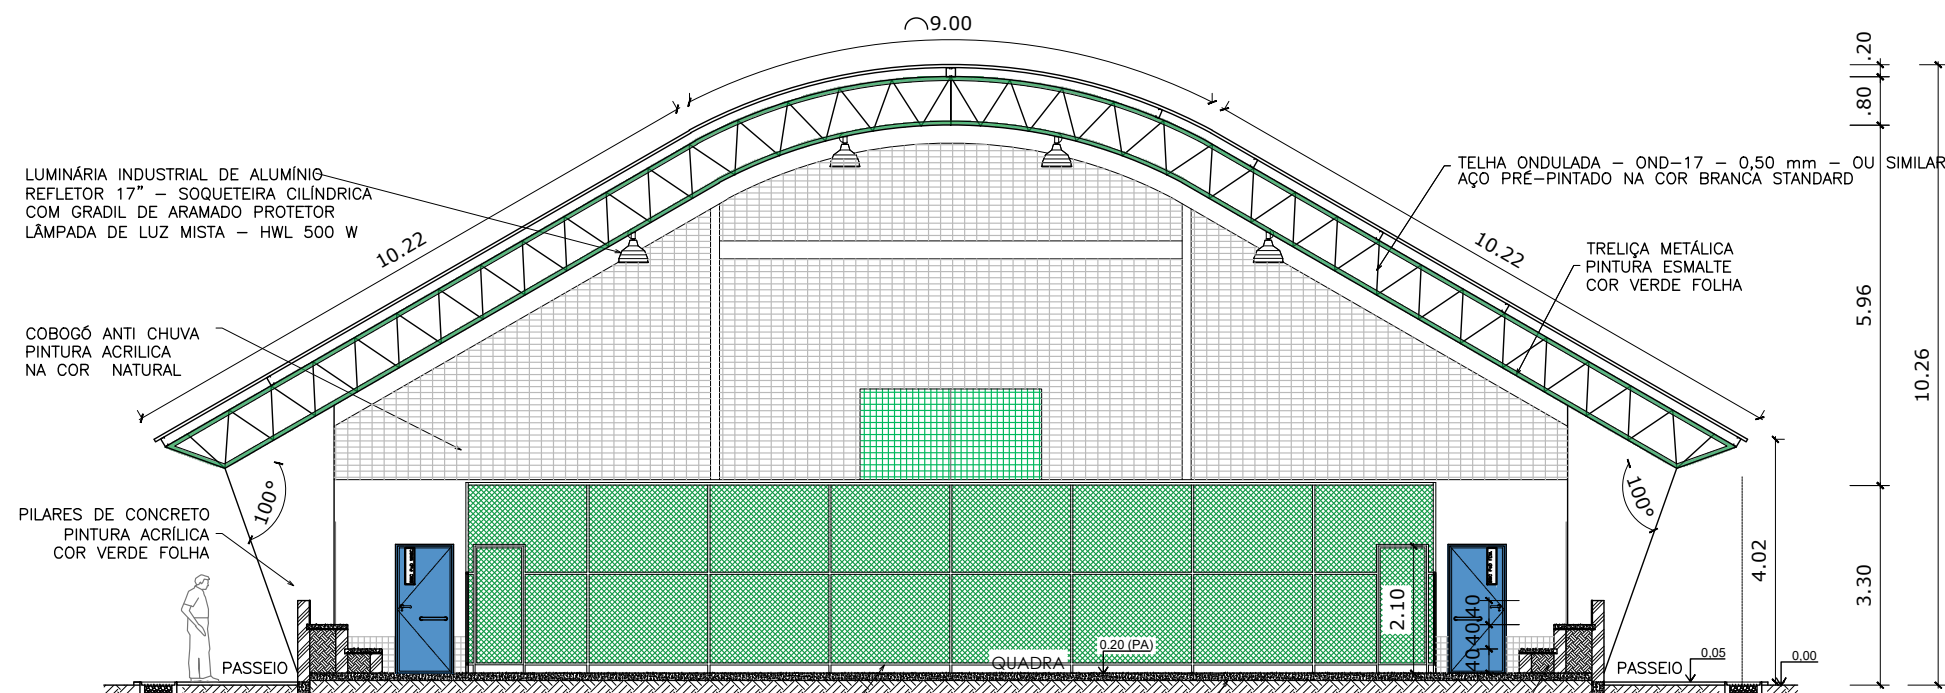 9.00
.20
.80
LUMINÁRIA INDUSTRIAL DE ALUMÍNIO
REFLETOR 17” – SOQUETEIRA CILÍNDRICA
COM GRADIL DE ARAMADO PROTETOR
LÂMPADA DE LUZ MISTA – HWL 500 W
10.22
TELHA ONDULADA – OND–17 – 0,50 mm – OU SIMILAR
AÇO PRÉ–PINTADO NA COR BRANCA STANDARD
10.22
TRELIÇA METÁLICA
PINTURA ESMALTE
COR VERDE FOLHA
5.96
10.26
COBOGÓ ANTI CHUVA
PINTURA ACRILICA
NA COR NATURAL
100°
100°
PILARES DE CONCRETO
PINTURA ACRÍLICA
COR VERDE FOLHA
4.02
3.30
2.10
40
40
40
PASSEIO
QUADRA
0.20 (PA)
PASSEIO
0,05
0,00